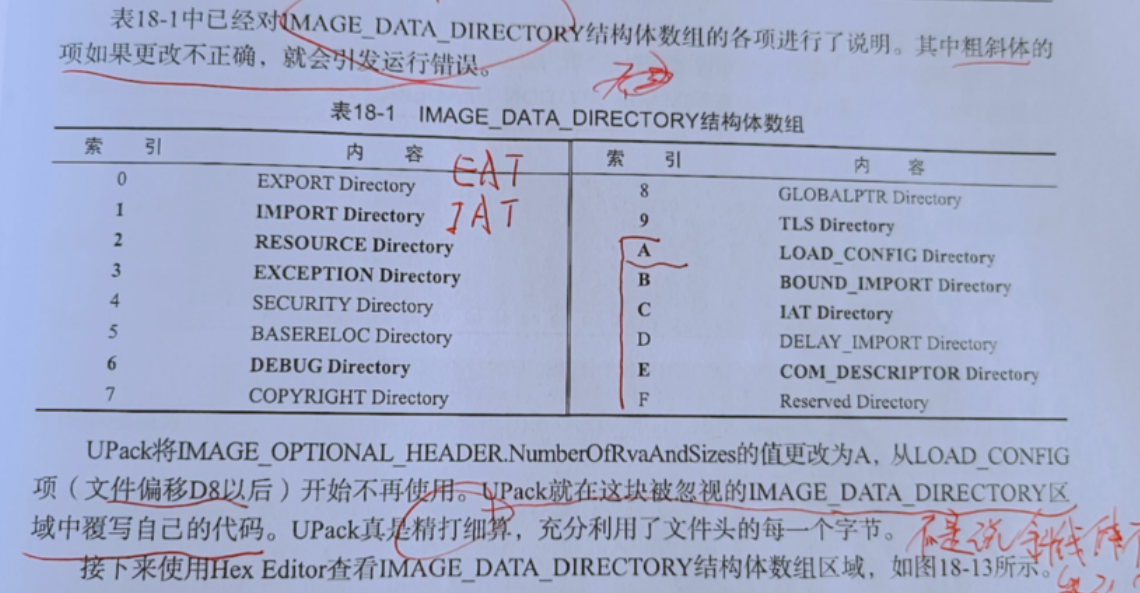 表18-1中已经对IMAGE_DATA_DIRECTORY结构体数组的各项进行了说明。其中粗斜体的
项如果更改不正确，就会引发运行错误。
表18-1 IMAGE_DATA_DIRECTORY结构体数组
索 引 内 容 EAT 索 引 内 容
0 EXPORT Directory 8 GLOBALPTR Directory
1 IMPORT Directory IAT 9 TLS Directory
2 RESOURCE Directory A LOAD_CONFIG Directory
3 EXCEPTION Directory B BOUND_IMPORT Directory
4 SECURITY Directory C IAT Directory
5 BASERELOC Directory D DELAY_IMPORT Directory
6 DEBUG Directory E COM_DESCRIPTOR Directory
7 COPYRIGHT Directory F Reserved Directory
UPack将IMAGE_OPTIONAL_HEADER.NumberOfRvaAndSizes的值更改为A，从LOAD_CONFIG
项（文件偏移D8以后）开始不再使用。UPack就在这块被忽视的IMAGE_DATA_DIRECTORY区
域中覆写自己的代码。UPack真是精打细算，充分利用了文件头的每一个字节。
接下来使用Hex Editor查看IMAGE_DATA_DIRECTORY结构体数组区域，如图18-13所示。